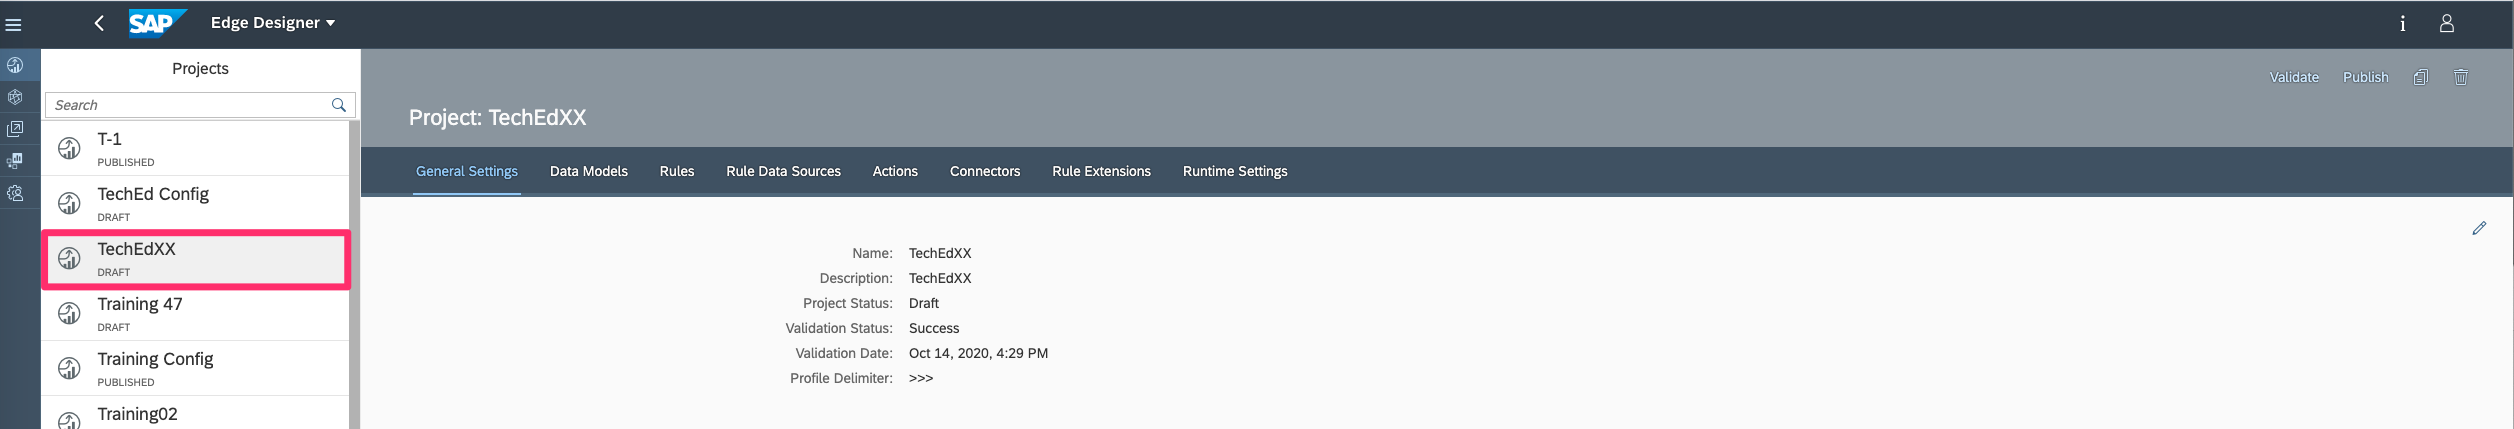 SAP Edge Designer
Projects
Search
T-1
PUBLISHED
TechEd Config
DRAFT
TechEdXX
DRAFT
Training 47
DRAFT
Training Config
PUBLISHED
Training02
Validate Publish
Project: TechEdXX
General Settings Data Models Rules Rule Data Sources Actions Connectors Rule Extensions Runtime Settings
Name: TechEdXX
Description: TechEdXX
Project Status: Draft
Validation Status: Success
Validation Date: Oct 14, 2020, 4:29 PM
Profile Delimiter: >>>